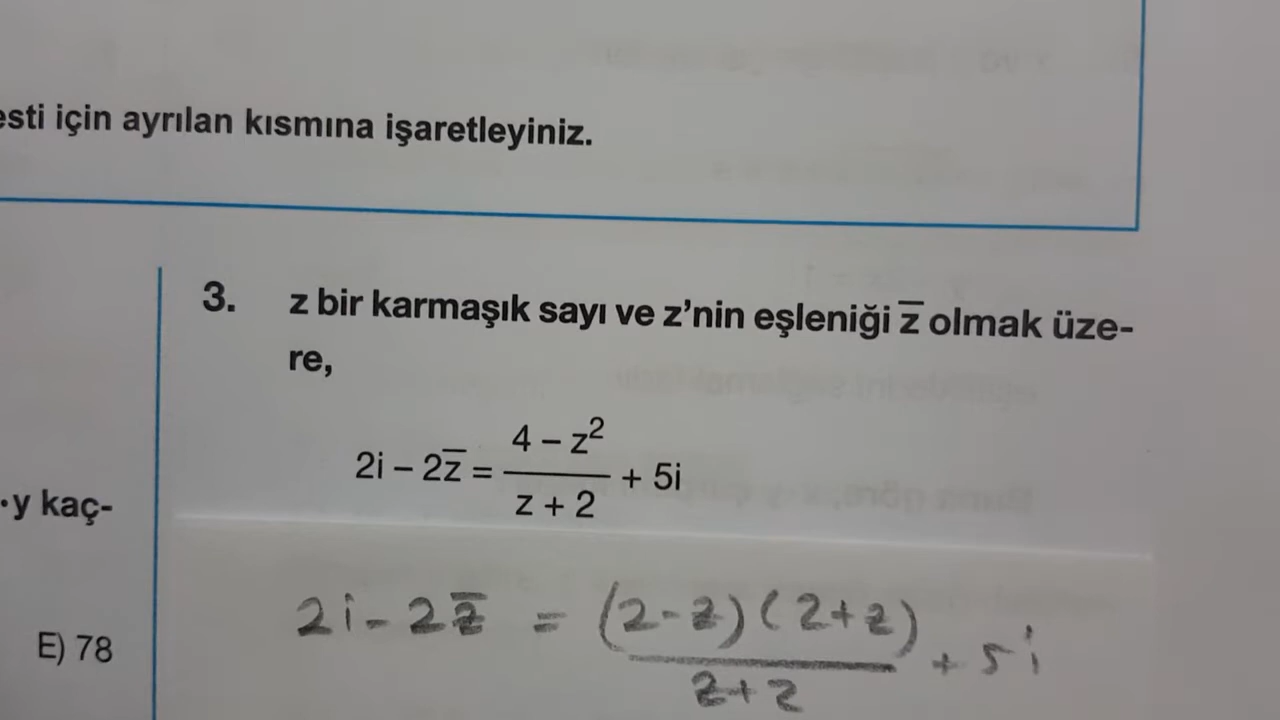 esti için ayrılan kısmına işaretleyiniz.
3. z bir karmaşık sayı ve z'nin eşleniği z̅ olmak üze-
re,
2i – 2z̅ = (4 – z²)/(z + 2) + 5i
·y kaç-
E) 78
2i - 2z̅ = (2-z)(2+z)/(z+2) + 5i